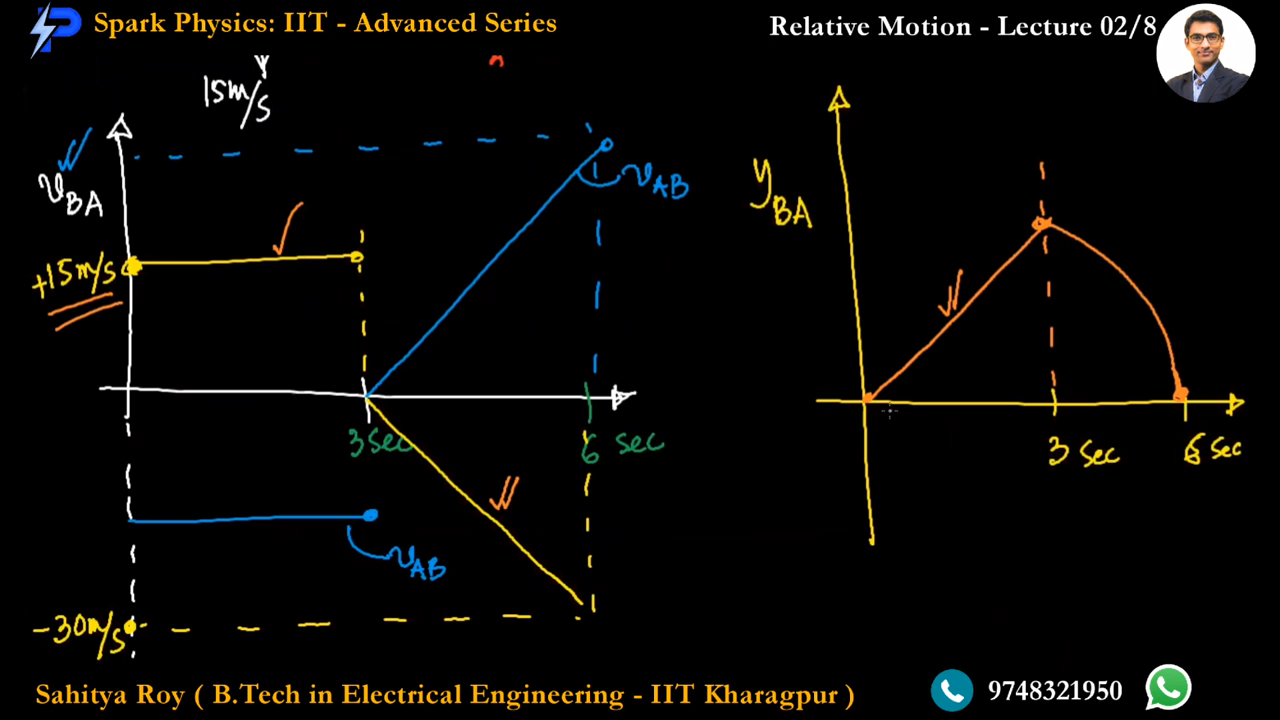 Spark Physics: IIT - Advanced Series
Relative Motion - Lecture 02/8
15m/s
v_BA
+15m/s
v_AB
3 sec
6 sec
v_AB
-30m/s
y_BA
3 sec
6 sec
Sahitya Roy ( B.Tech in Electrical Engineering - IIT Kharagpur )
9748321950